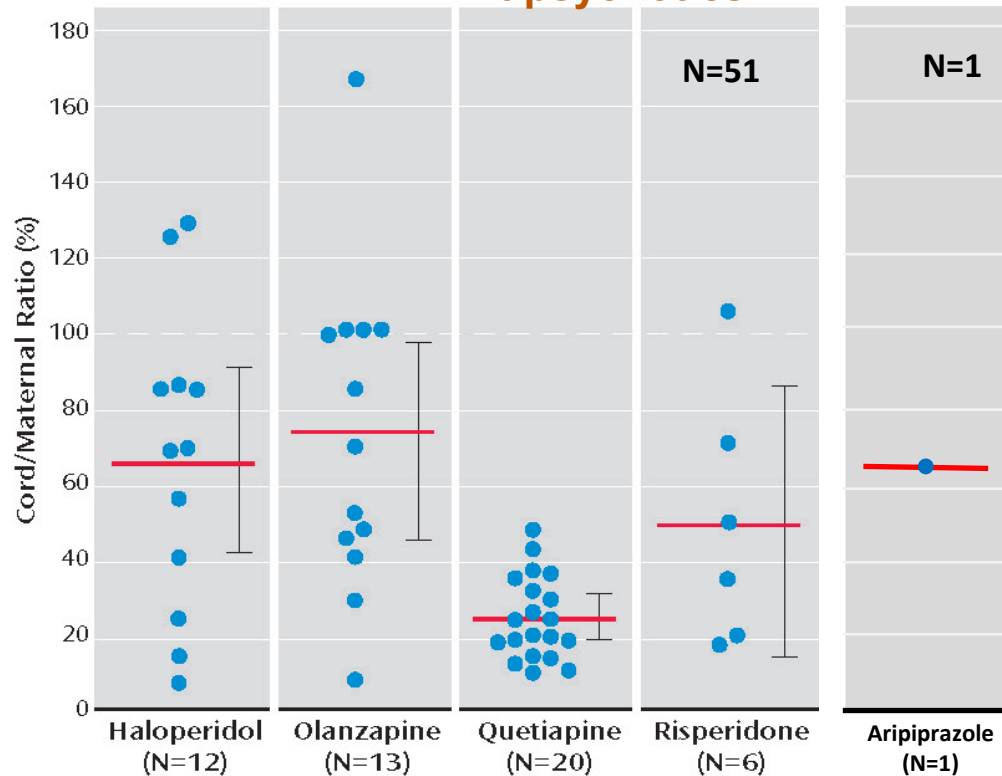 N=51
N=1
Cord/Maternal Ratio (%)
180
160
140
120
100
80
60
40
20
0
Haloperidol
(N=12)
Olanzapine
(N=13)
Quetiapine
(N=20)
Risperidone
(N=6)
Aripiprazole
(N=1)